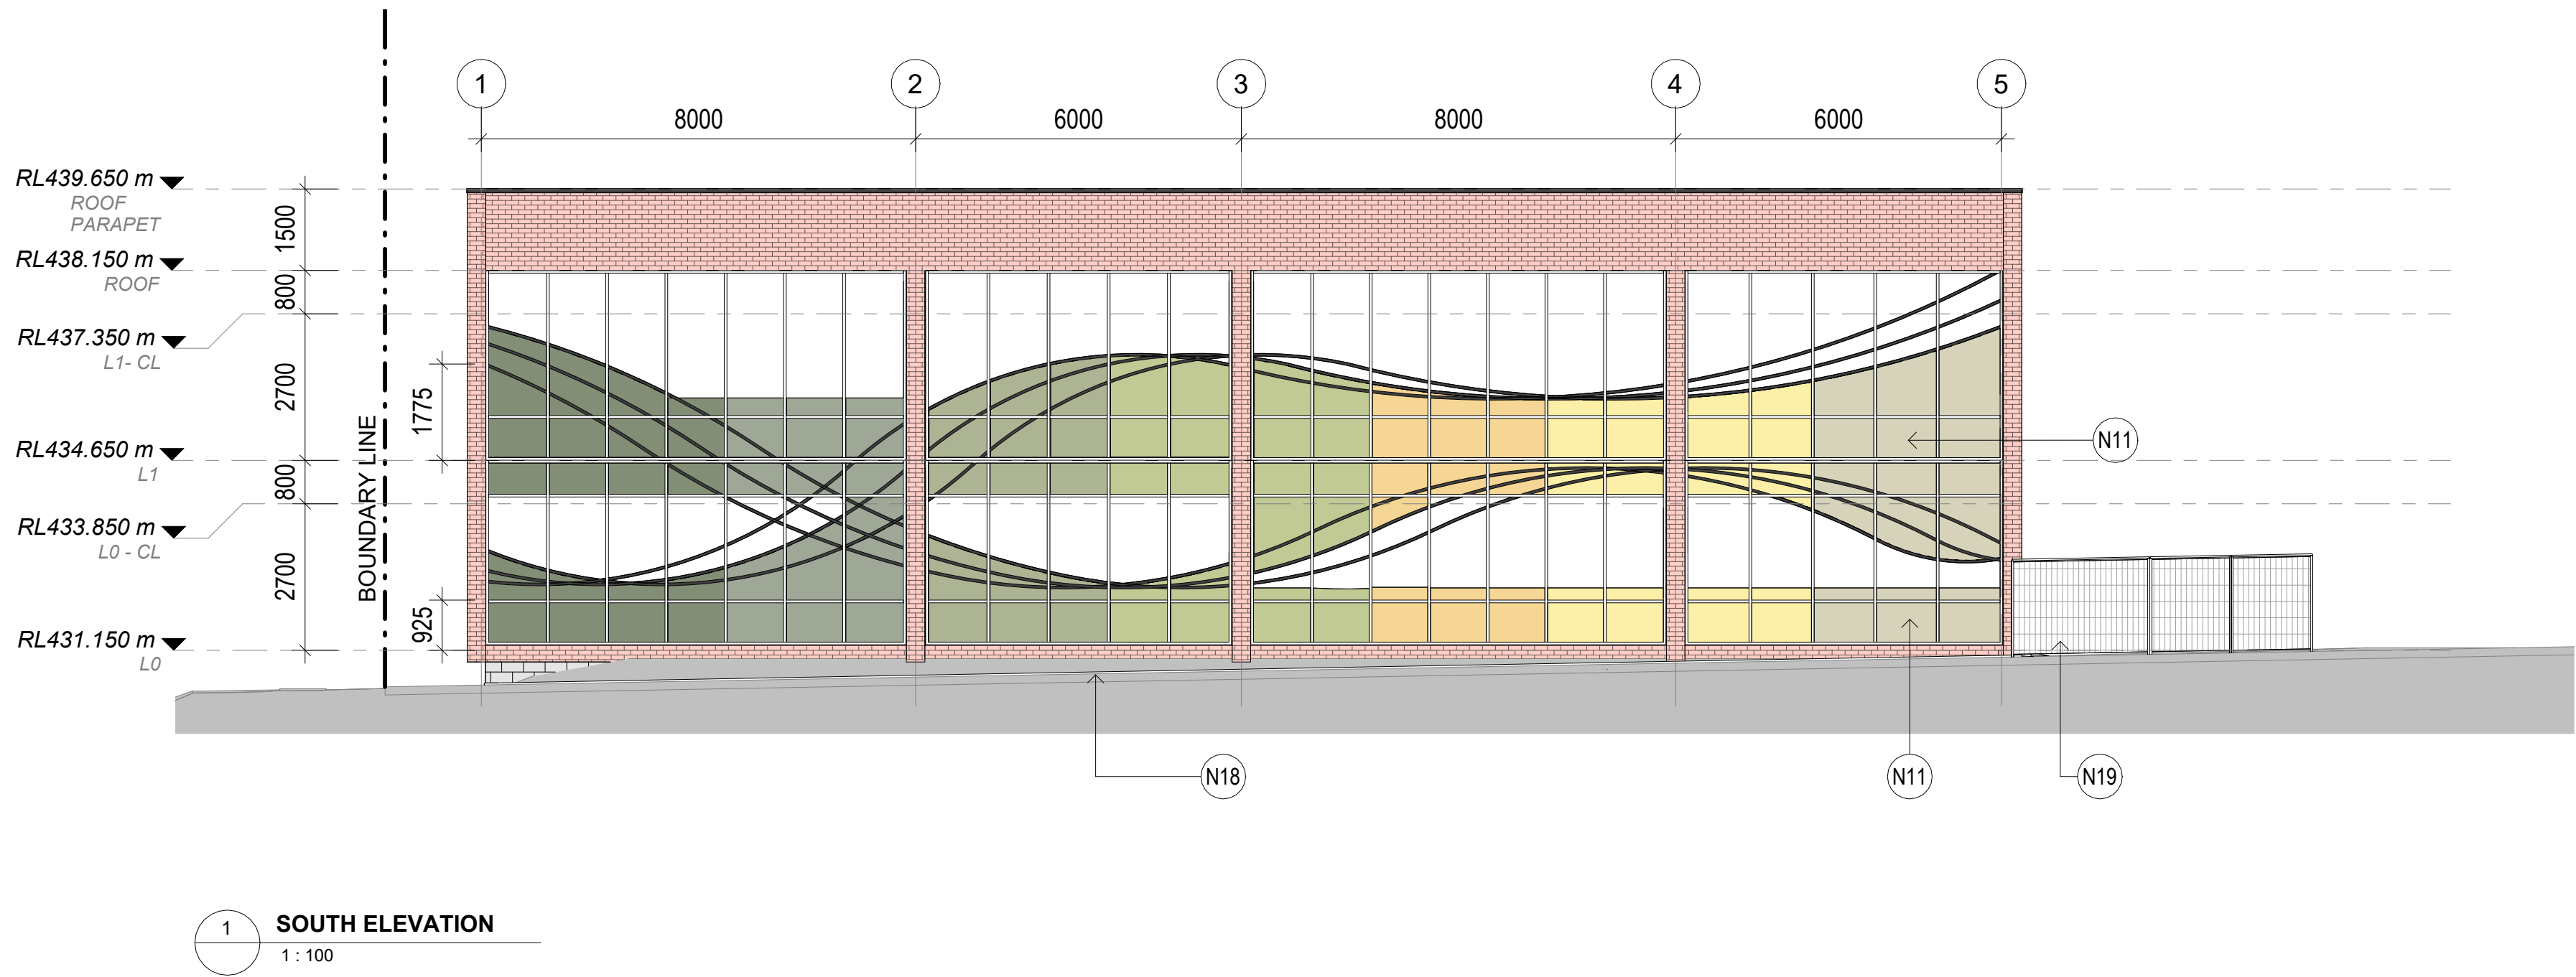 1
2
3
4
5
8000
6000
8000
6000
RL439.650 m
ROOF
PARAPET
1500
RL438.150 m
ROOF
800
RL437.350 m
L1- CL
2700
1775
RL434.650 m
L1
800
RL433.850 m
L0 - CL
2700
925
RL431.150 m
L0
BOUNDARY LINE
N11
N18
N11
N19
1
SOUTH ELEVATION
1 : 100